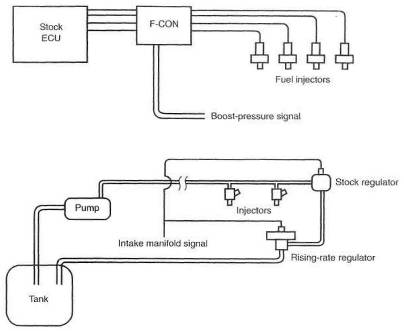 Stock
ECU
F-CON
Fuel injectors
Boost-pressure signal
Stock regulator
Pump
Injectors
Intake manifold signal
Rising-rate regulator
Tank